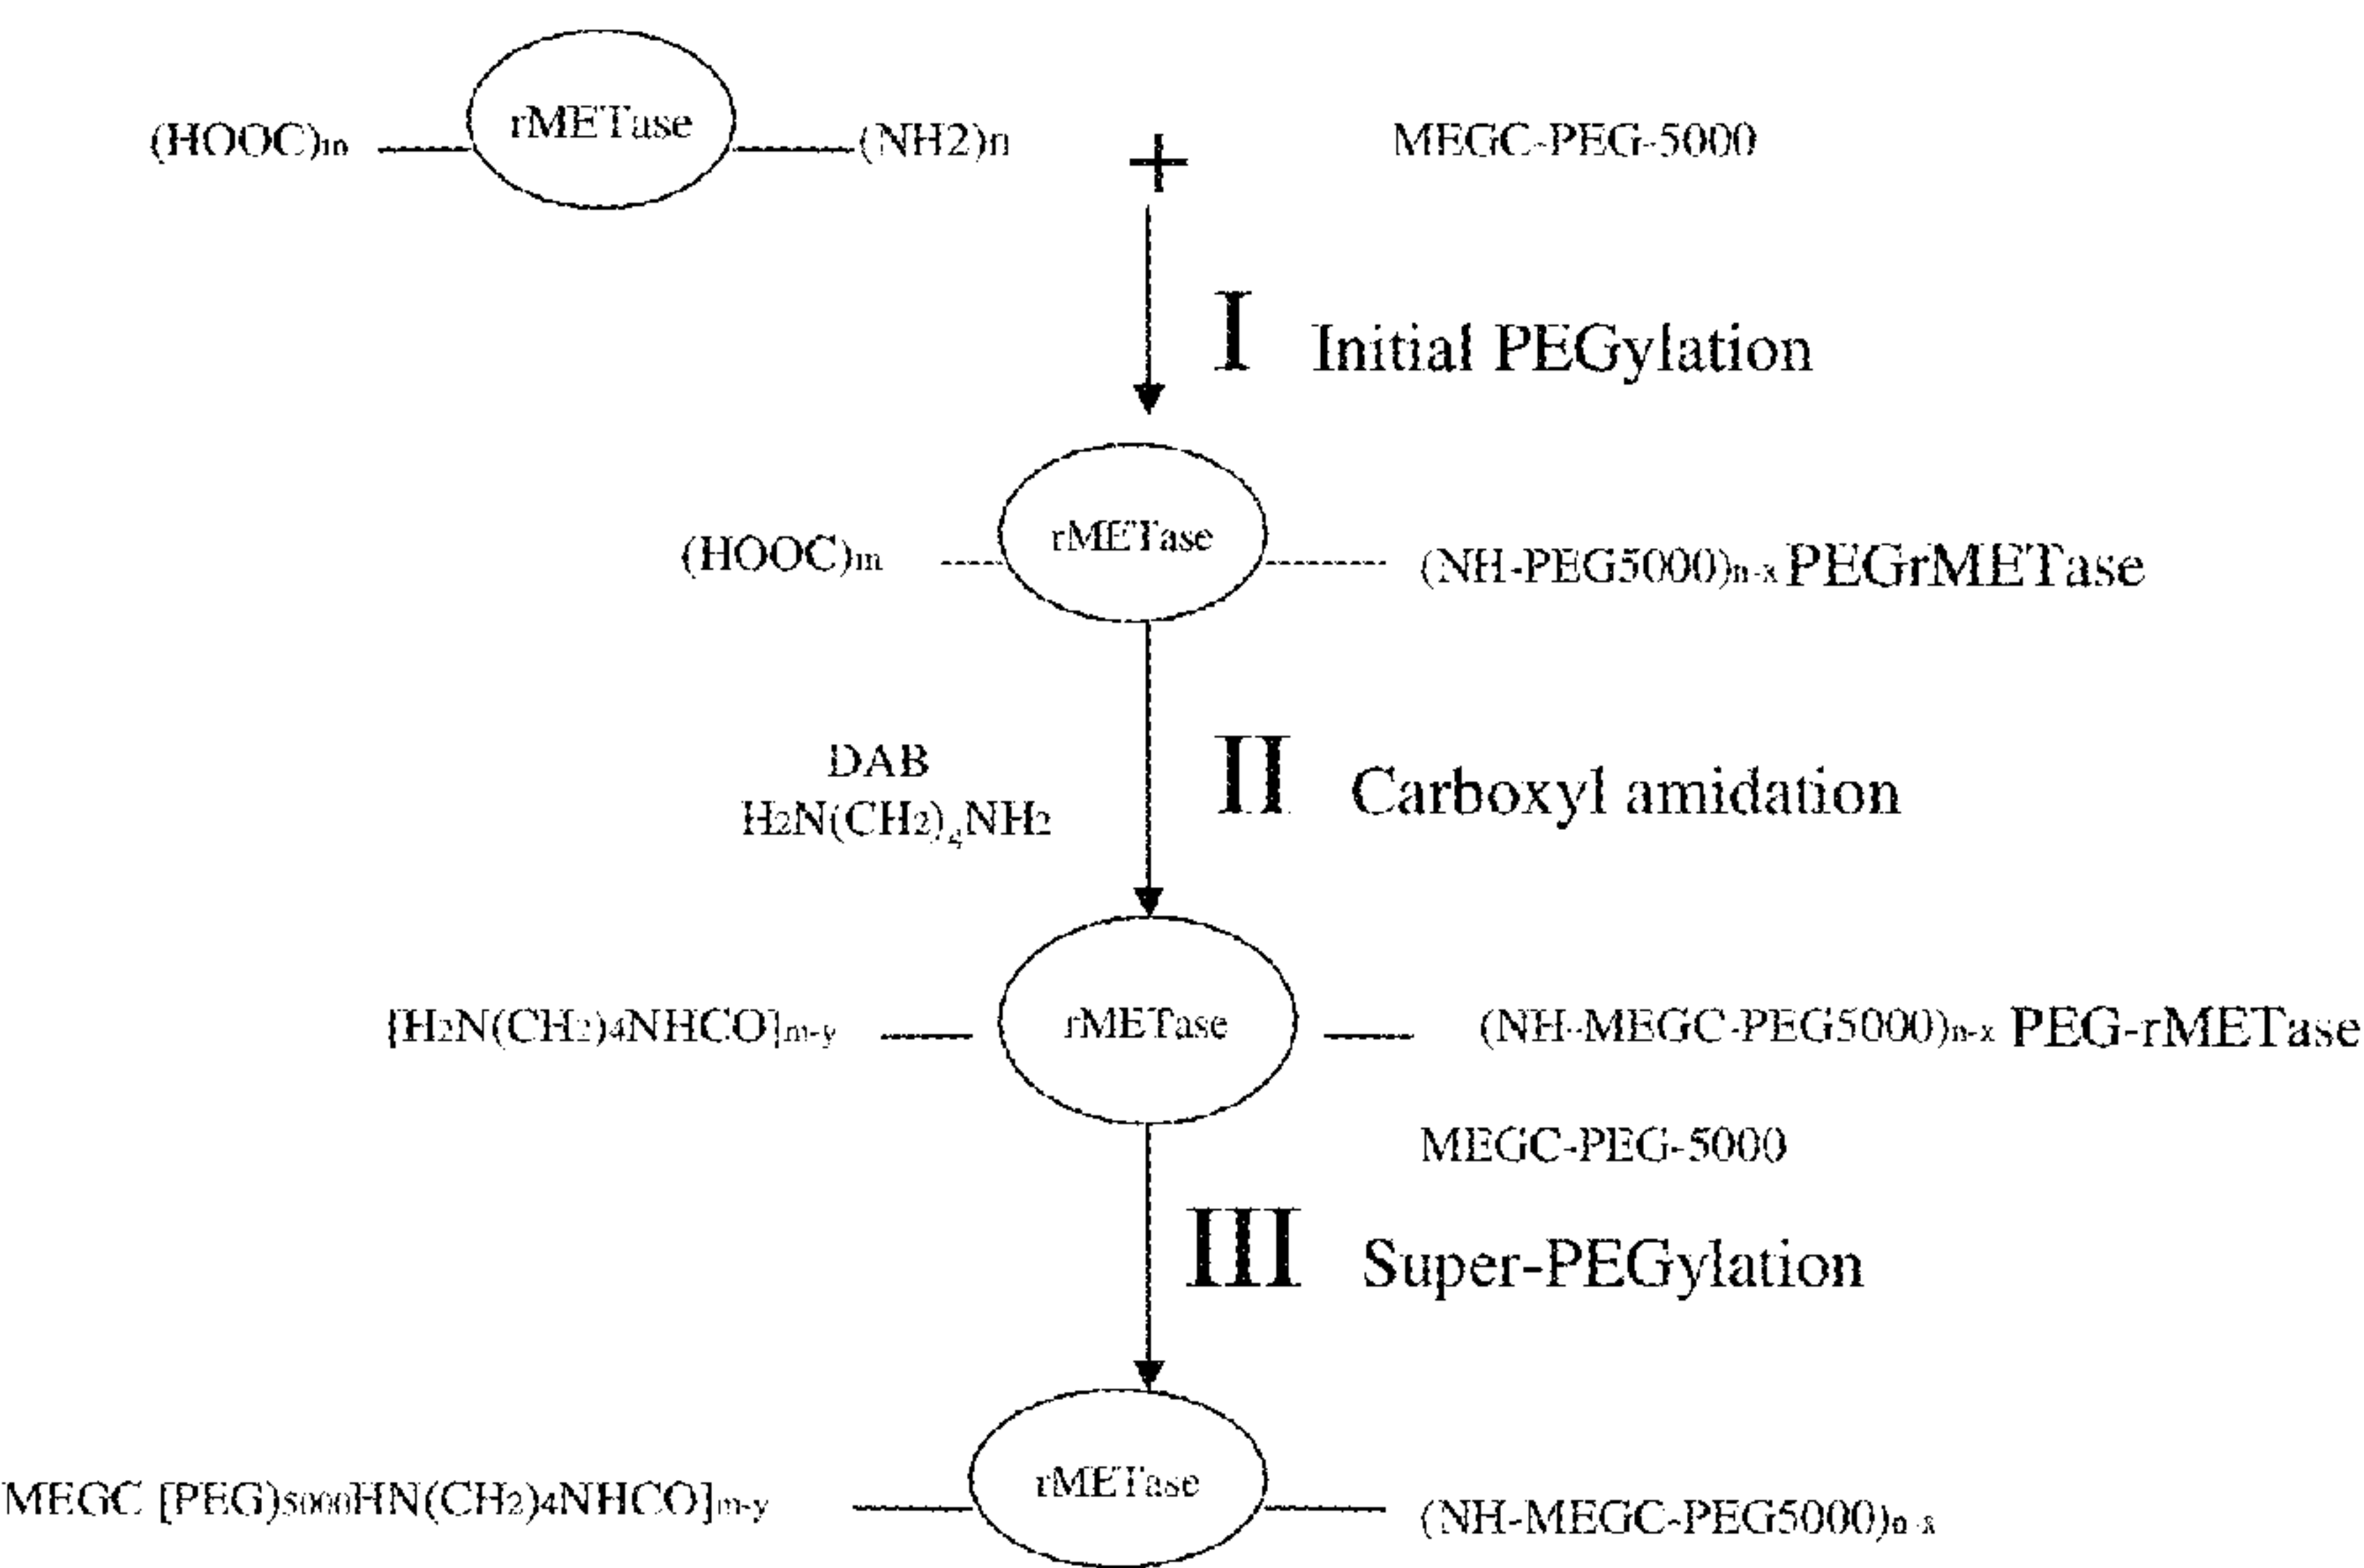 (HOOC)m rMETase (NH2)n + MEGC-PEG-5000
I Initial PEGylation
(HOOC)m rMETase (NH-PEG5000)n-x PEGrMETase
DAB
H2N(CH2)4NH2
II Carboxyl amidation
[H2N(CH2)4NHCO]m-y rMETase (NH-MEGC-PEG5000)n-x PEG-rMETase
MEGC-PEG-5000
III Super-PEGylation
MEGC [PEG)5000HN(CH2)4NHCO]m-y rMETase (NH-MEGC-PEG5000)n-x